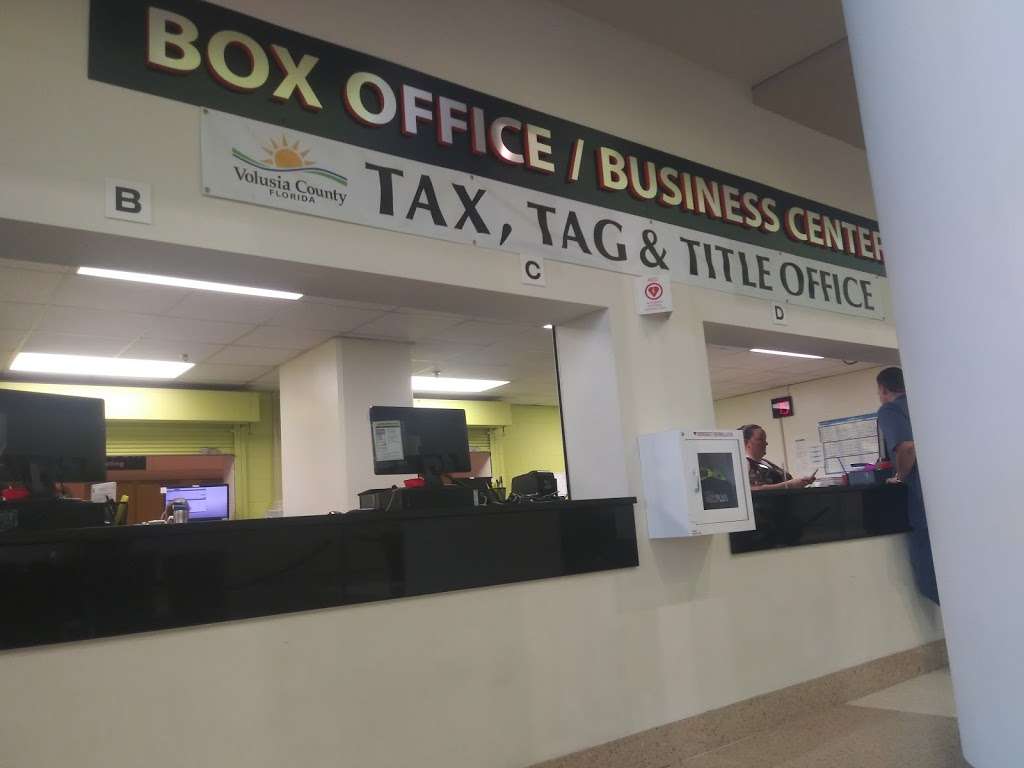 BOX OFFICE / BUSINESS CENTER
Volusia County
FLORIDA
TAX, TAG & TITLE OFFICE
B
C
D